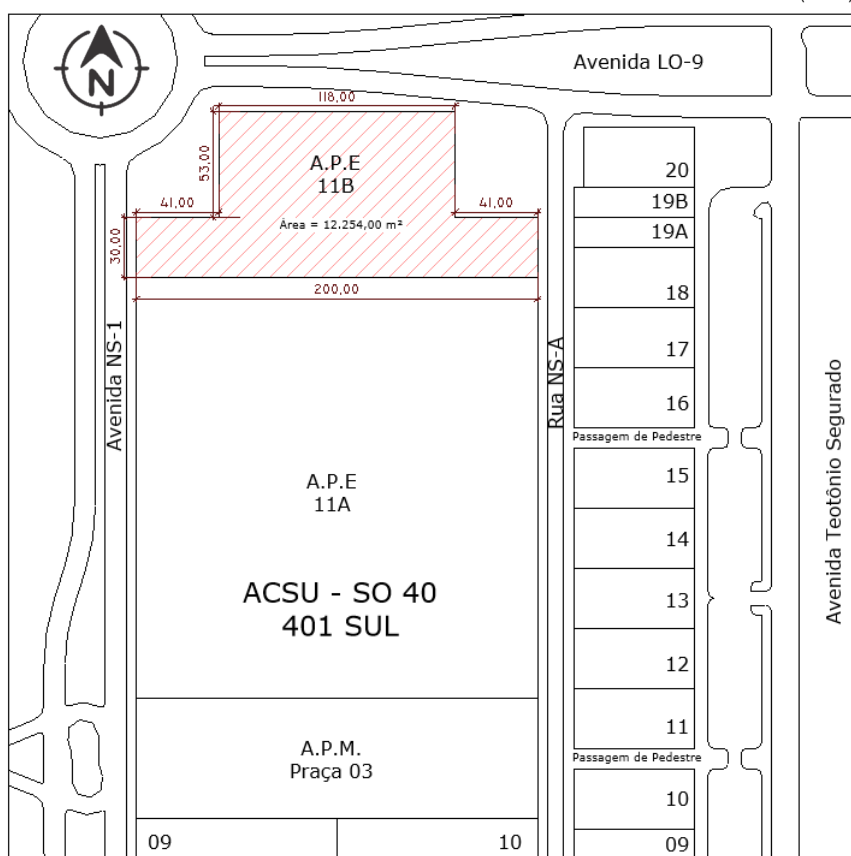 N
Avenida LO-9
118,00
53,00
A.P.E
11B
41,00
41,00
Área = 12.254,00 m²
30,00
200,00
20
19B
19A
18
17
16
Passagem de Pedestre
15
14
13
12
11
Passagem de Pedestre
10
09
Avenida NS-1
Rua NS-A
Avenida Teotônio Segurado
A.P.E
11A
ACSU - SO 40
401 SUL
A.P.M.
Praça 03
09
10